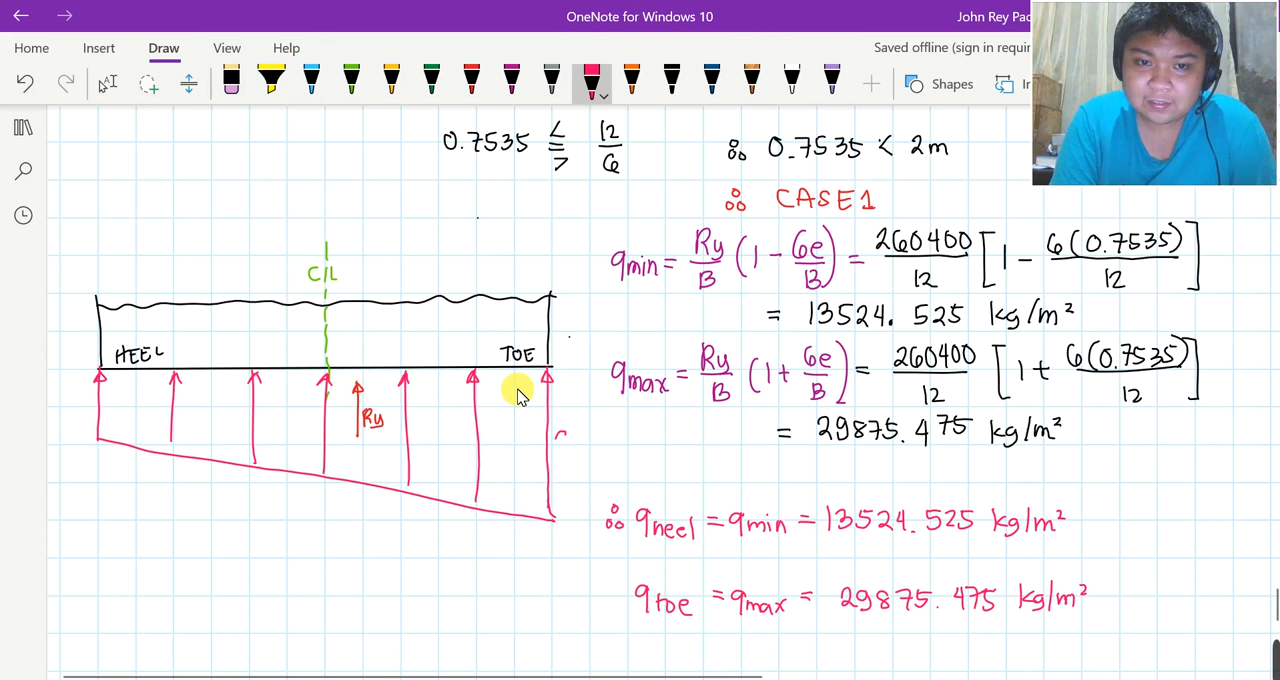 OneNote for Windows 10
John Rey Pac
Home Insert Draw View Help
Saved offline (sign in requir
Shapes
In
0.7535 <=> 12/6
∴ 0.7535 < 2m
∴ CASE1
qmin = Ry/B (1 - 6e/B) = 260400/12 [1 - 6(0.7535)/12]
= 13524.525 kg/m²
qmax = Ry/B (1 + 6e/B) = 260400/12 [1 + 6(0.7535)/12]
= 29875.475 kg/m²
C/L
HEEL
TOE
Ry
∴ qheel = qmin = 13524.525 kg/m²
qtoe = qmax = 29875.475 kg/m²